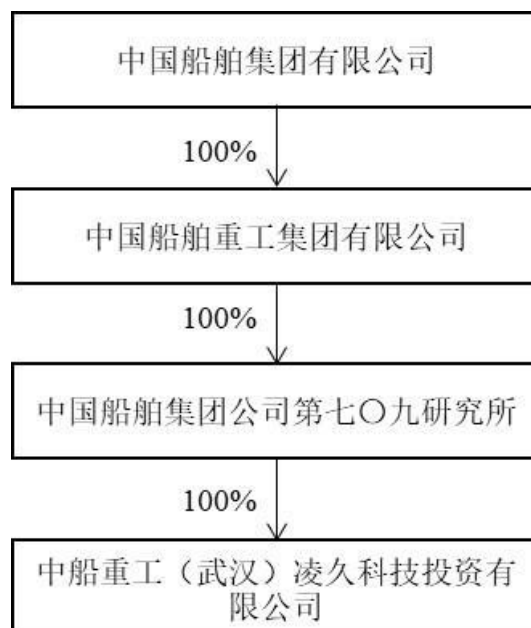 中国船舶集团有限公司
100%
中国船舶重工集团有限公司
100%
中国船舶集团公司第七〇九研究所
100%
中船重工（武汉）凌久科技投资有
限公司